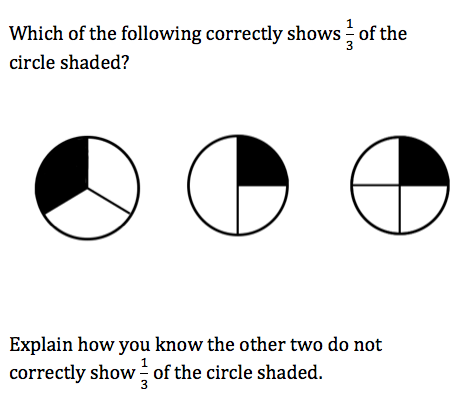 Which of the following correctly shows 1/3 of the
circle shaded?
Explain how you know the other two do not
correctly show 1/3 of the circle shaded.